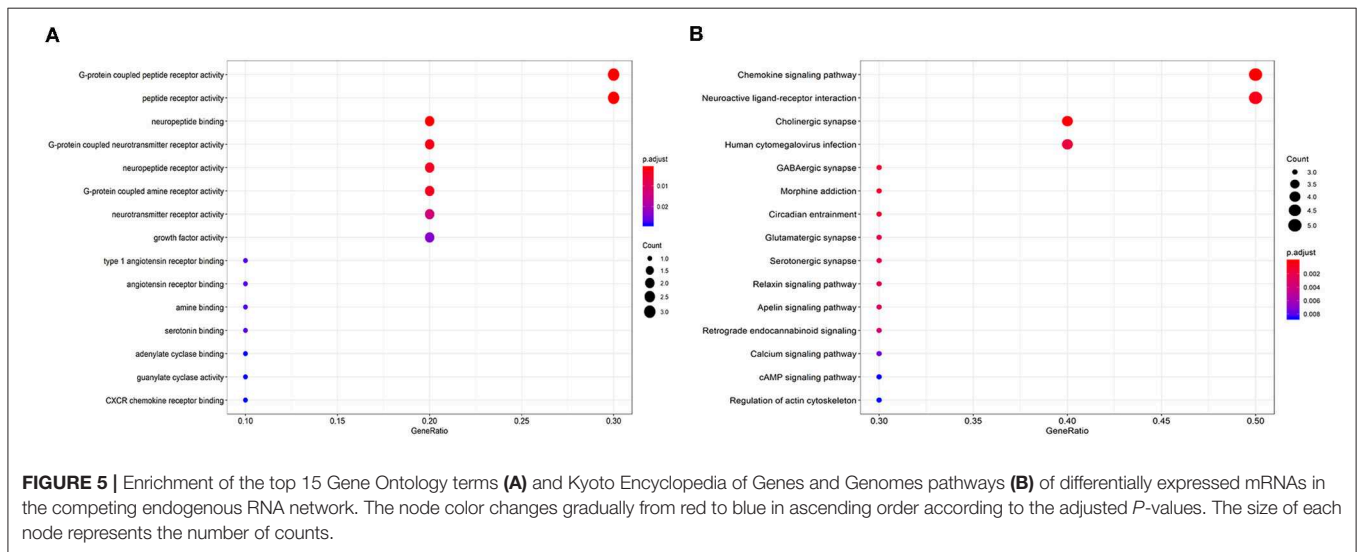 A
G-protein coupled peptide receptor activity
peptide receptor activity
neuropeptide binding
G-protein coupled neurotransmitter receptor activity
neuropeptide receptor activity
G-protein coupled amine receptor activity
neurotransmitter receptor activity
growth factor activity
type 1 angiotensin receptor binding
angiotensin receptor binding
amine binding
serotonin binding
adenylate cyclase binding
guanylate cyclase activity
CXCR chemokine receptor binding
0.10 0.15 0.20 0.25 0.30
GeneRatio
p.adjust
0.01
0.02
Count
1.0
1.5
2.0
2.5
3.0
B
Chemokine signaling pathway
Neuroactive ligand-receptor interaction
Cholinergic synapse
Human cytomegalovirus infection
GABAergic synapse
Morphine addiction
Circadian entrainment
Glutamatergic synapse
Serotonergic synapse
Relaxin signaling pathway
Apelin signaling pathway
Retrograde endocannabinoid signaling
Calcium signaling pathway
cAMP signaling pathway
Regulation of actin cytoskeleton
0.30 0.35 0.40 0.45 0.50
GeneRatio
Count
3.0
3.5
4.0
4.5
5.0
p.adjust
0.002
0.004
0.006
0.008
FIGURE 5 | Enrichment of the top 15 Gene Ontology terms (A) and Kyoto Encyclopedia of Genes and Genomes pathways (B) of differentially expressed mRNAs in
the competing endogenous RNA network. The node color changes gradually from red to blue in ascending order according to the adjusted P-values. The size of each
node represents the number of counts.